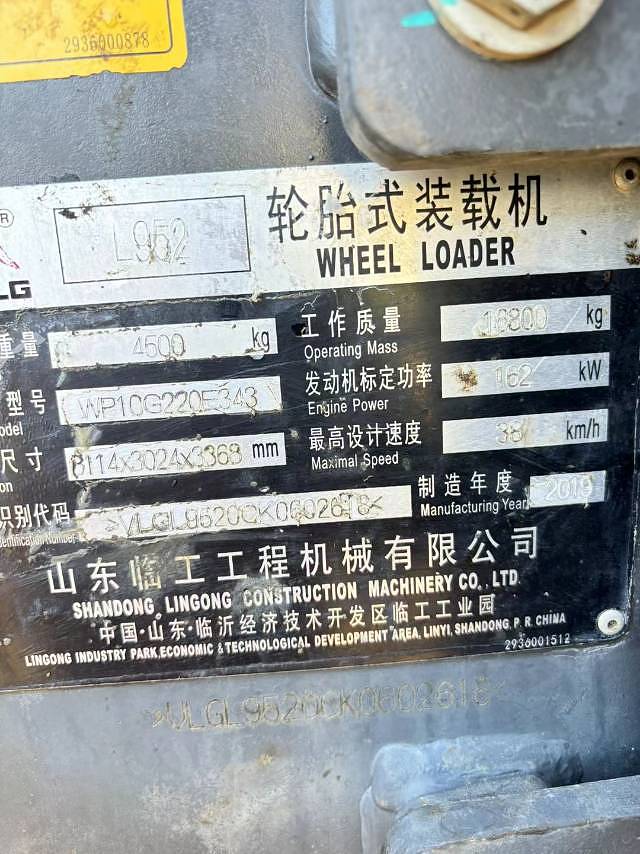 2936000878
R
L952
轮胎式装载机
WHEEL LOADER
LG
重量 4500 kg
工作质量 16800 kg
Operating Mass
型号 WP10G220E343
odel
发动机标定功率 162 kW
Engine Power
尺寸 8114x3024x3368 mm
on
最高设计速度 38 km/h
Maximal Speed
识别代码 >VLGL9520CK0602618<
entification Number
制造年度 2019
Manufacturing Year
山东临工工程机械有限公司
SHANDONG LINGONG CONSTRUCTION MACHINERY CO. LTD.
中国·山东·临沂经济技术开发区临工工业园
LINGONG INDUSTRY PARK,ECONOMIC & TECHNOLOGICAL DEVELOPMENT AREA, LINYI, SHANDONG, P. R. CHINA
2936001512
>VLGL9520CK0602618<